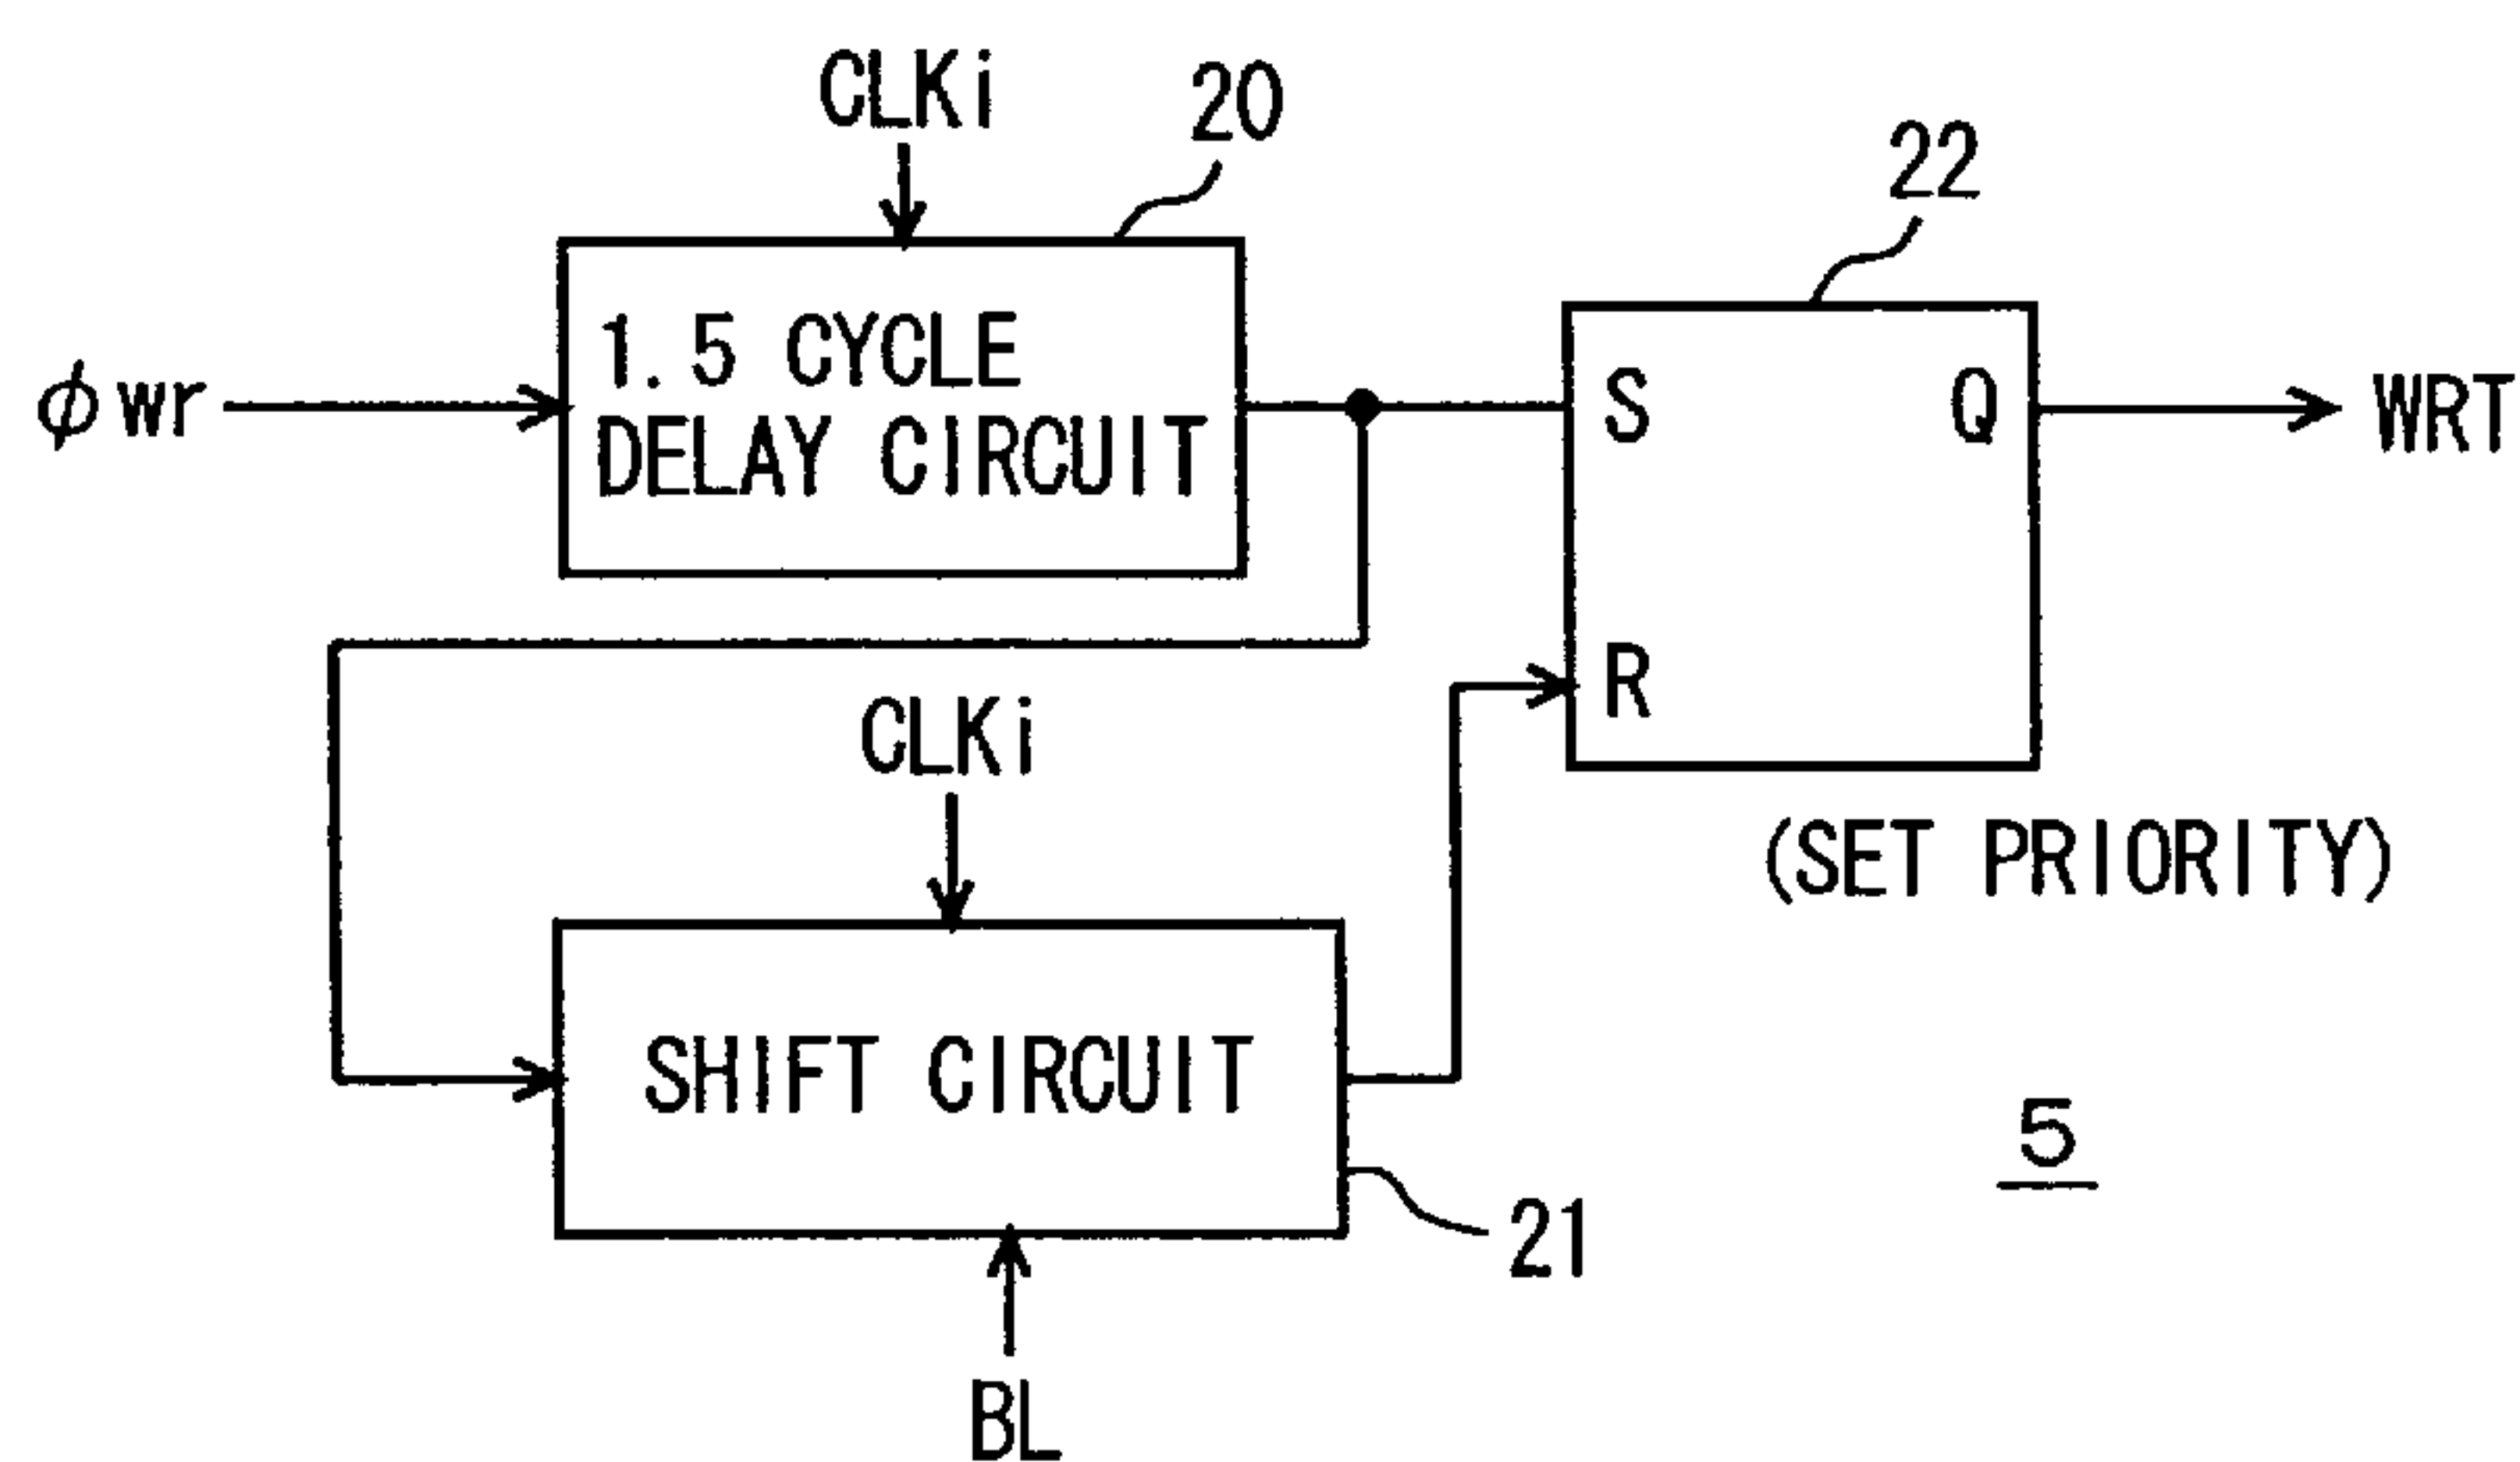 CLKi
20
22
1.5 CYCLE
DELAY CIRCUIT
φwr
S
Q
WRT
R
CLKi
(SET PRIORITY)
SHIFT CIRCUIT
5
21
BL